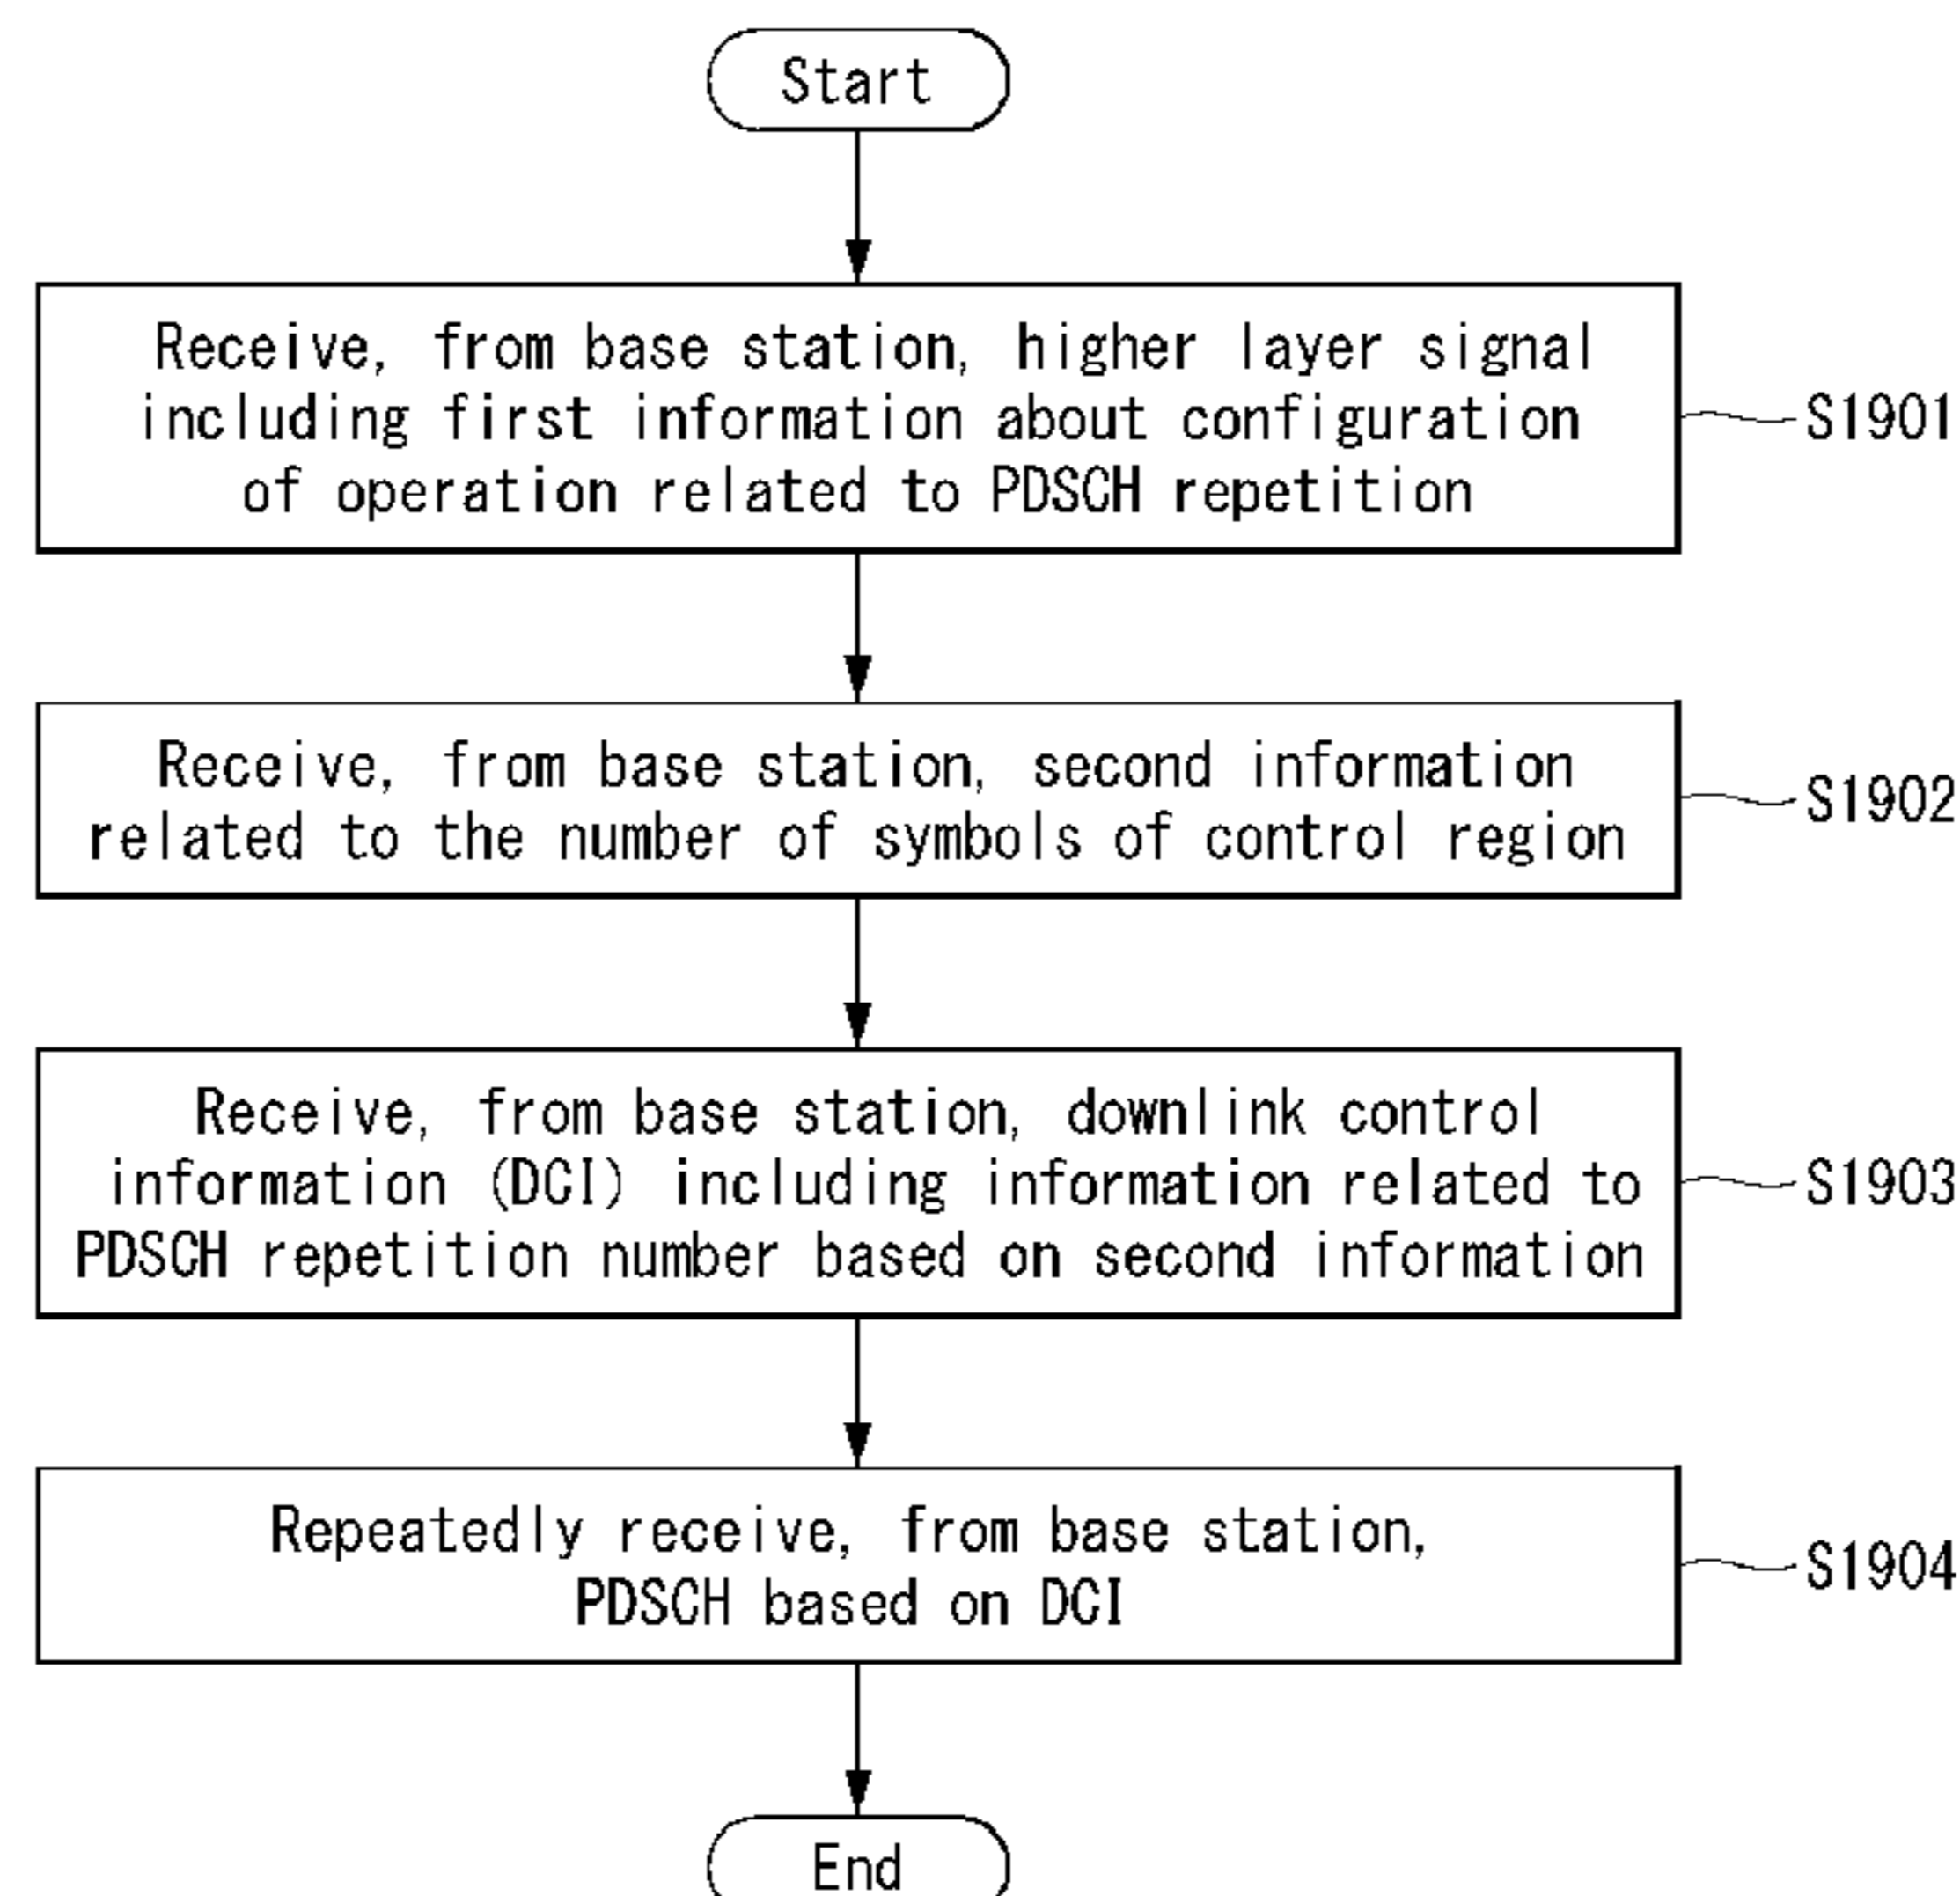 Start
Receive, from base station, higher layer signal
including first information about configuration
of operation related to PDSCH repetition
S1901
Receive, from base station, second information
related to the number of symbols of control region
S1902
Receive, from base station, downlink control
information (DCI) including information related to
PDSCH repetition number based on second information
S1903
Repeatedly receive, from base station,
PDSCH based on DCI
S1904
End